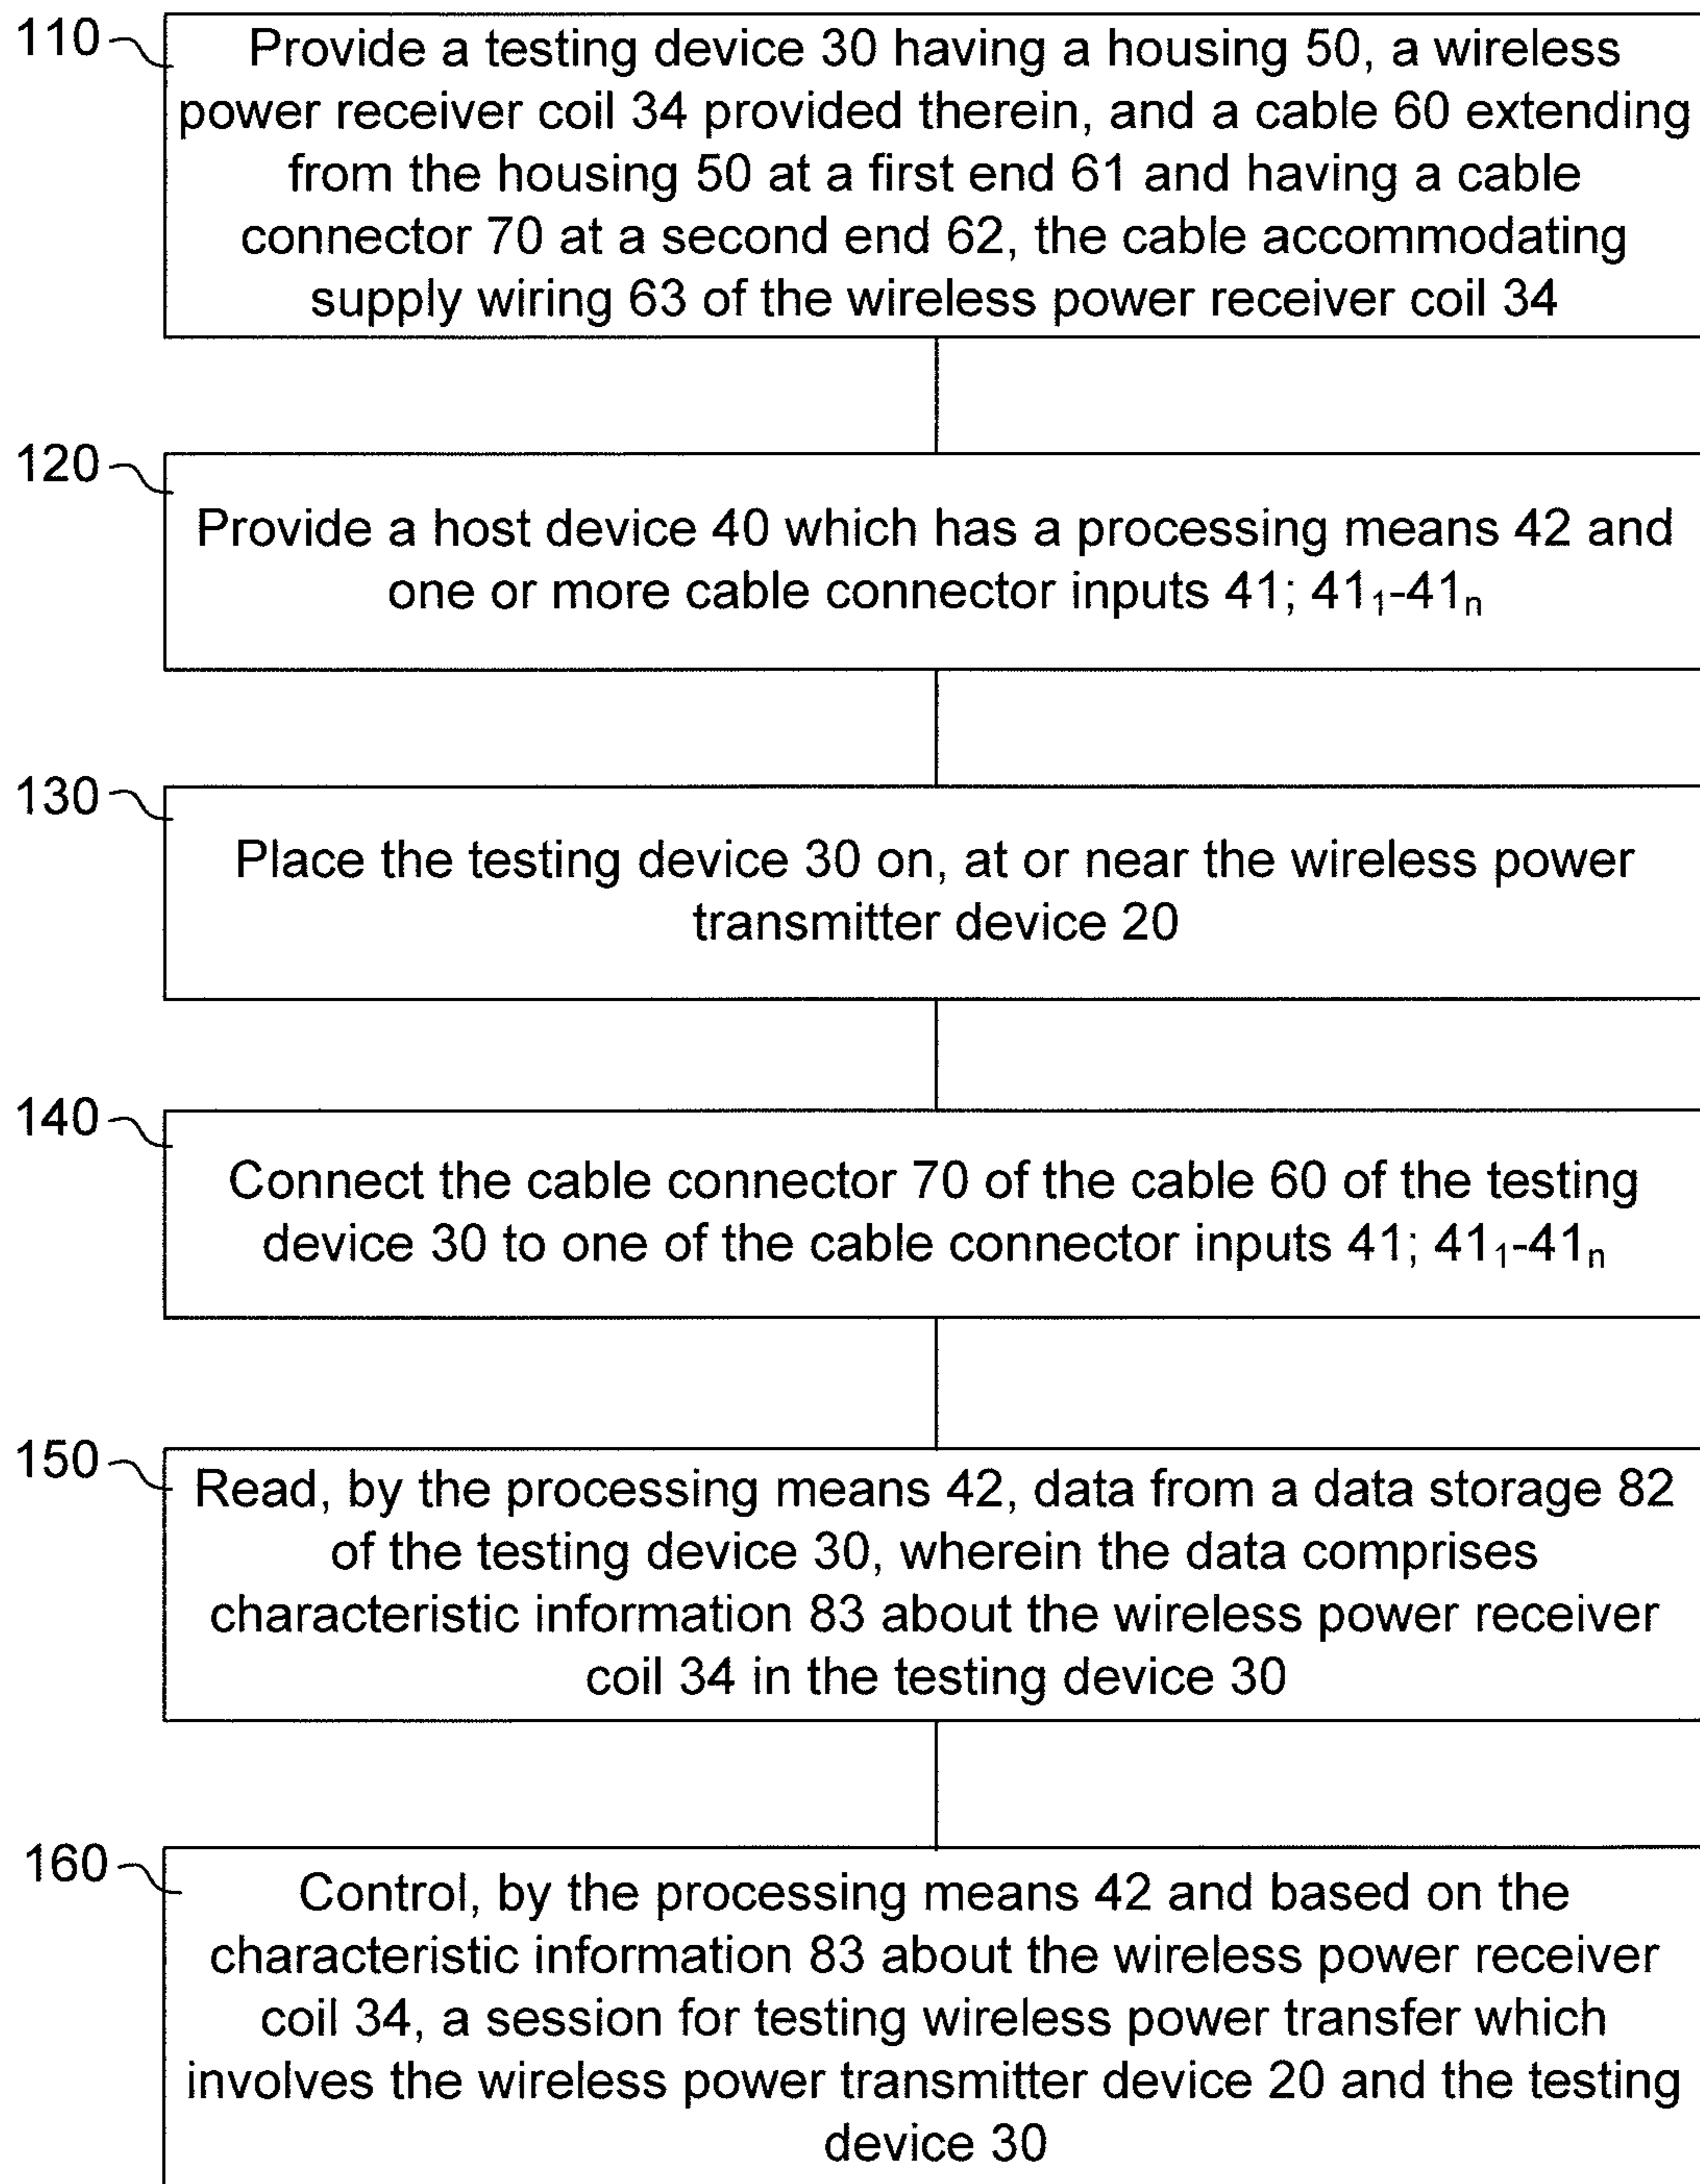 110
Provide a testing device 30 having a housing 50, a wireless
power receiver coil 34 provided therein, and a cable 60 extending
from the housing 50 at a first end 61 and having a cable
connector 70 at a second end 62, the cable accommodating
supply wiring 63 of the wireless power receiver coil 34
120
Provide a host device 40 which has a processing means 42 and
one or more cable connector inputs 41; 41₁-41ₙ
130
Place the testing device 30 on, at or near the wireless power
transmitter device 20
140
Connect the cable connector 70 of the cable 60 of the testing
device 30 to one of the cable connector inputs 41; 41₁-41ₙ
150
Read, by the processing means 42, data from a data storage 82
of the testing device 30, wherein the data comprises
characteristic information 83 about the wireless power receiver
coil 34 in the testing device 30
160
Control, by the processing means 42 and based on the
characteristic information 83 about the wireless power receiver
coil 34, a session for testing wireless power transfer which
involves the wireless power transmitter device 20 and the testing
device 30